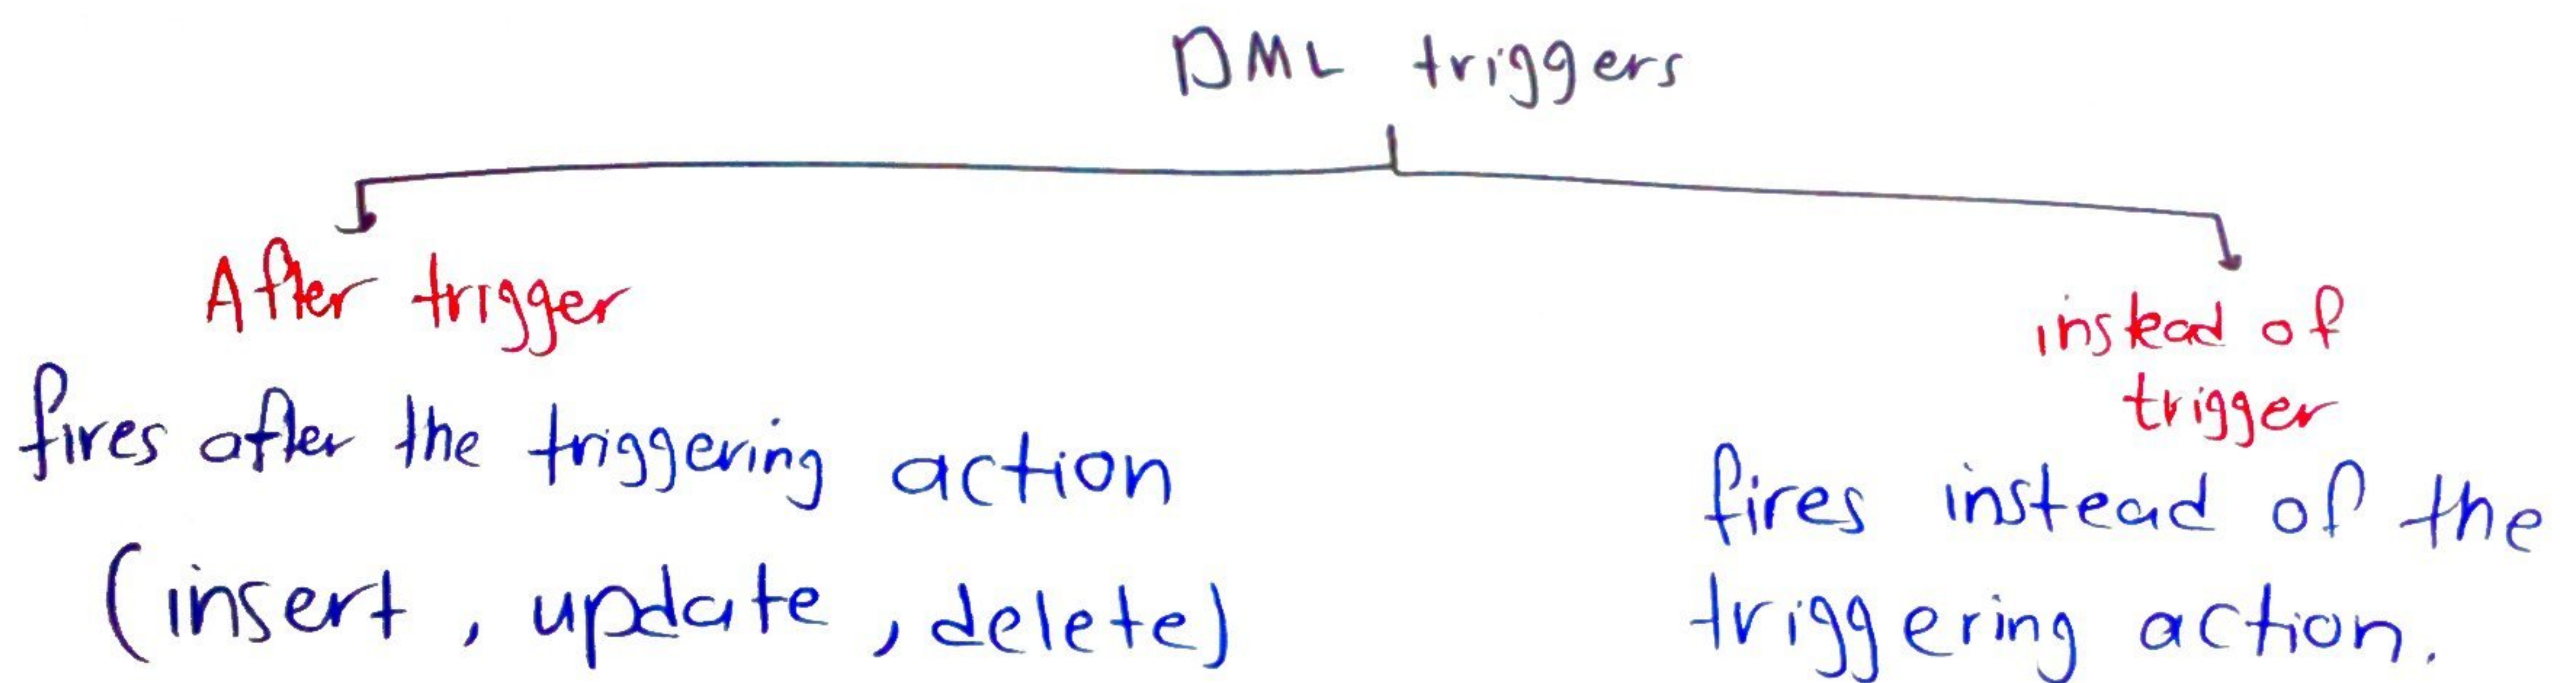 DML triggers
After trigger
fires after the triggering action
(insert, update, delete)
instead of
trigger
fires instead of the
triggering action.